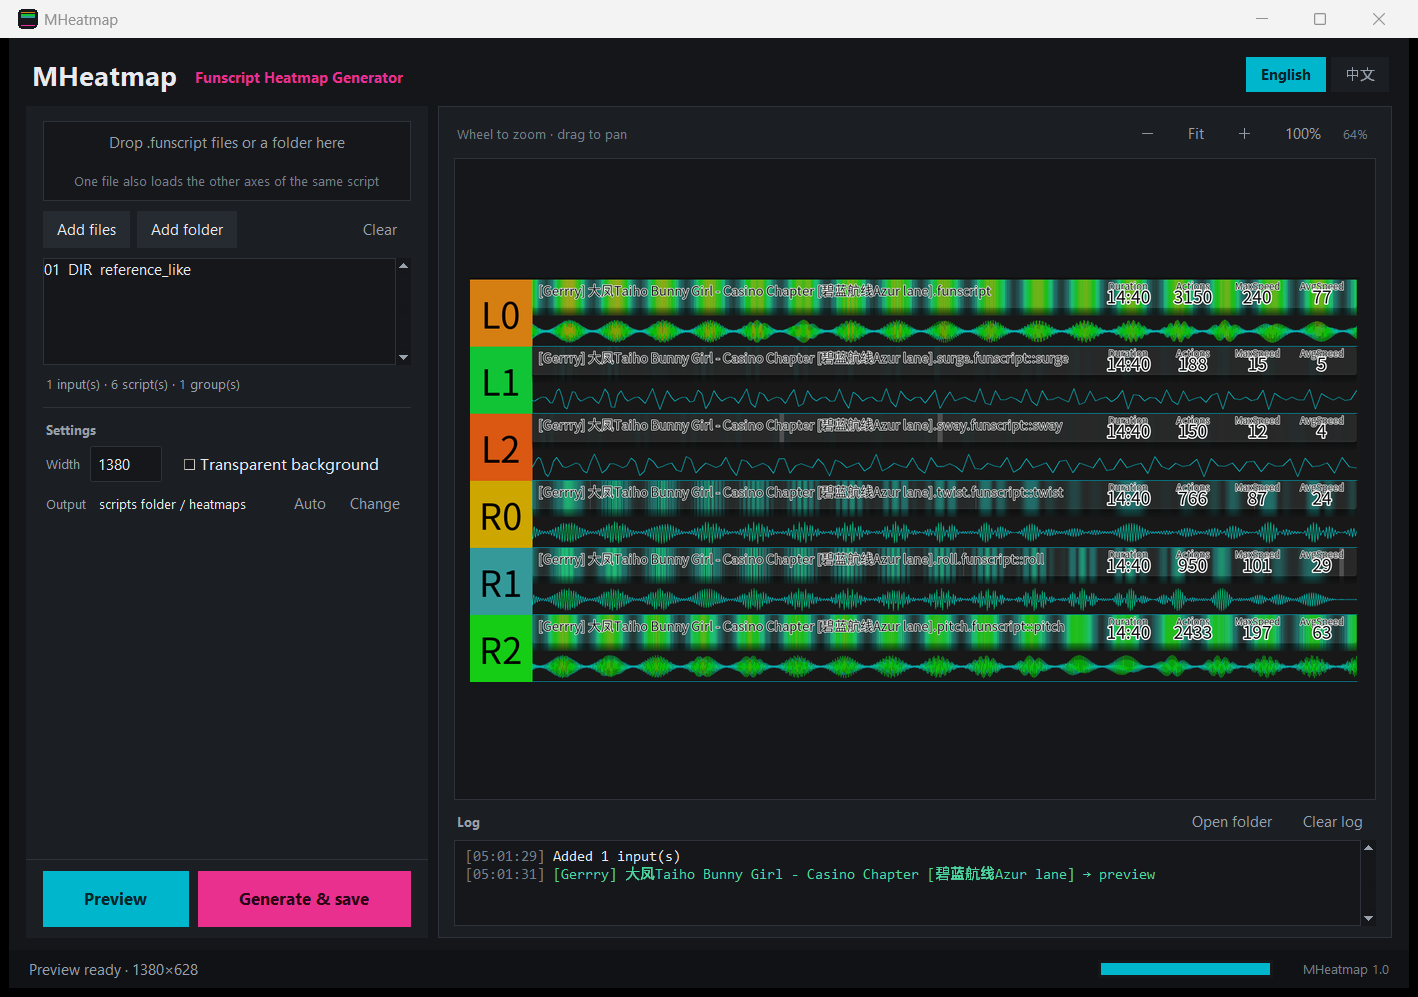 MHeatmap
MHeatmap Funscript Heatmap Generator
English 中文
Drop .funscript files or a folder here
One file also loads the other axes of the same script
Add files Add folder Clear
01 DIR reference_like
1 input(s) · 6 script(s) · 1 group(s)
Settings
Width 1380 Transparent background
Output scripts folder / heatmaps Auto Change
Preview Generate & save
Wheel to zoom · drag to pan
− Fit + 100% 64%
L0 [Gerrry] 大凤Taiho Bunny Girl - Casino Chapter [碧蓝航线Azur lane].funscript Duration 14:40 Actions 3150 MaxSpeed 240 AvgSpeed 77
L1 [Gerrry] 大凤Taiho Bunny Girl - Casino Chapter [碧蓝航线Azur lane].surge.funscript::surge Duration 14:40 Actions 188 MaxSpeed 15 AvgSpeed 5
L2 [Gerrry] 大凤Taiho Bunny Girl - Casino Chapter [碧蓝航线Azur lane].sway.funscript::sway Duration 14:40 Actions 150 MaxSpeed 12 AvgSpeed 4
R0 [Gerrry] 大凤Taiho Bunny Girl - Casino Chapter [碧蓝航线Azur lane].twist.funscript::twist Duration 14:40 Actions 766 MaxSpeed 87 AvgSpeed 24
R1 [Gerrry] 大凤Taiho Bunny Girl - Casino Chapter [碧蓝航线Azur lane].roll.funscript::roll Duration 14:40 Actions 950 MaxSpeed 101 AvgSpeed 29
R2 [Gerrry] 大凤Taiho Bunny Girl - Casino Chapter [碧蓝航线Azur lane].pitch.funscript::pitch Duration 14:40 Actions 2433 MaxSpeed 197 AvgSpeed 63
Log Open folder Clear log
[05:01:29] Added 1 input(s)
[05:01:31] [Gerrry] 大凤Taiho Bunny Girl - Casino Chapter [碧蓝航线Azur lane] → preview
Preview ready · 1380×628
MHeatmap 1.0